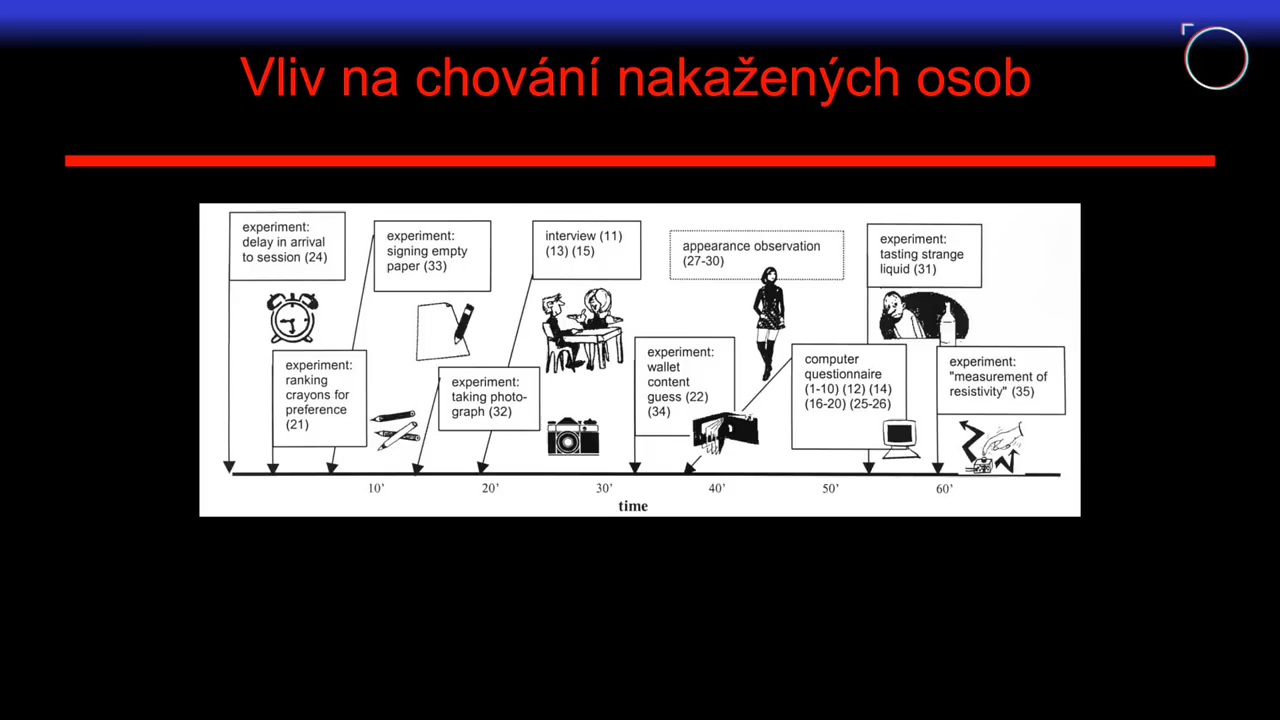 Vliv na chování nakažených osob
experiment:
delay in arrival
to session (24)
experiment:
signing empty
paper (33)
interview (11)
(13) (15)
appearance observation
(27-30)
experiment:
tasting strange
liquid (31)
experiment:
ranking
crayons for
preference
(21)
experiment:
taking photo-
graph (32)
experiment:
wallet
content
guess (22)
(34)
computer
questionnaire
(1-10) (12) (14)
(16-20) (25-26)
experiment:
"measurement of
resistivity" (35)
10’ 20’ 30’ 40’ 50’ 60’
time